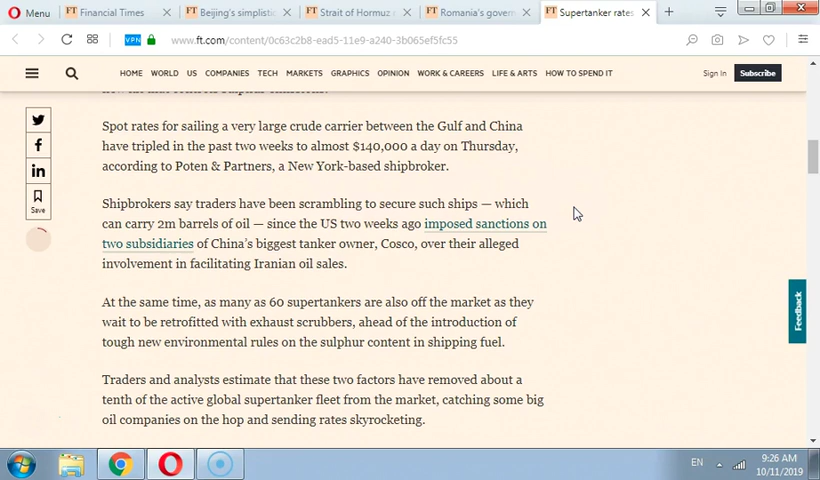 Menu
FT Financial Times
FT Beijing's simplisti
FT Strait of Hormuz
FT Romania's govern
FT Supertanker rates
VPN
www.ft.com/content/0c63c2b8-ead5-11e9-a240-3b065ef5fc55
HOME WORLD US COMPANIES TECH MARKETS GRAPHICS OPINION WORK & CAREERS LIFE & ARTS HOW TO SPEND IT
Sign In
Subscribe
Spot rates for sailing a very large crude carrier between the Gulf and China
have tripled in the past two weeks to almost $140,000 a day on Thursday,
according to Poten & Partners, a New York-based shipbroker.
Shipbrokers say traders have been scrambling to secure such ships — which
can carry 2m barrels of oil — since the US two weeks ago imposed sanctions on
two subsidiaries of China's biggest tanker owner, Cosco, over their alleged
involvement in facilitating Iranian oil sales.
At the same time, as many as 60 supertankers are also off the market as they
wait to be retrofitted with exhaust scrubbers, ahead of the introduction of
tough new environmental rules on the sulphur content in shipping fuel.
Traders and analysts estimate that these two factors have removed about a
tenth of the active global supertanker fleet from the market, catching some big
oil companies on the hop and sending rates skyrocketing.
Save
Feedback
EN
9:26 AM
10/11/2019